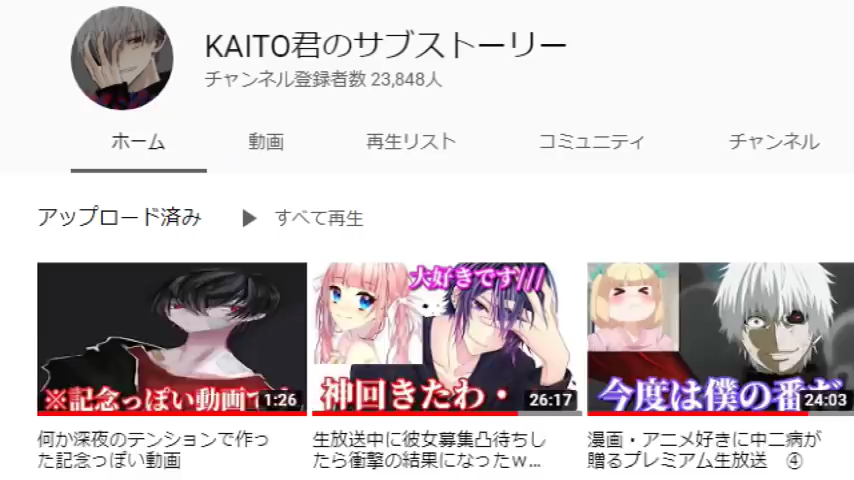 KAITO君のサブストーリー
チャンネル登録者数 23,848人
ホーム 動画 再生リスト コミュニティ チャンネル
アップロード済み ▶ すべて再生
※記念っぽい動画
1:26
大好きです///
神回きたわ・
26:17
今度は僕の番だ
24:03
何か深夜のテンションで作っ
た記念っぽい動画
生放送中に彼女募集凸待ちし
たら衝撃の結果になったｗ...
漫画・アニメ好きに中二病が
贈るプレミアム生放送 ④